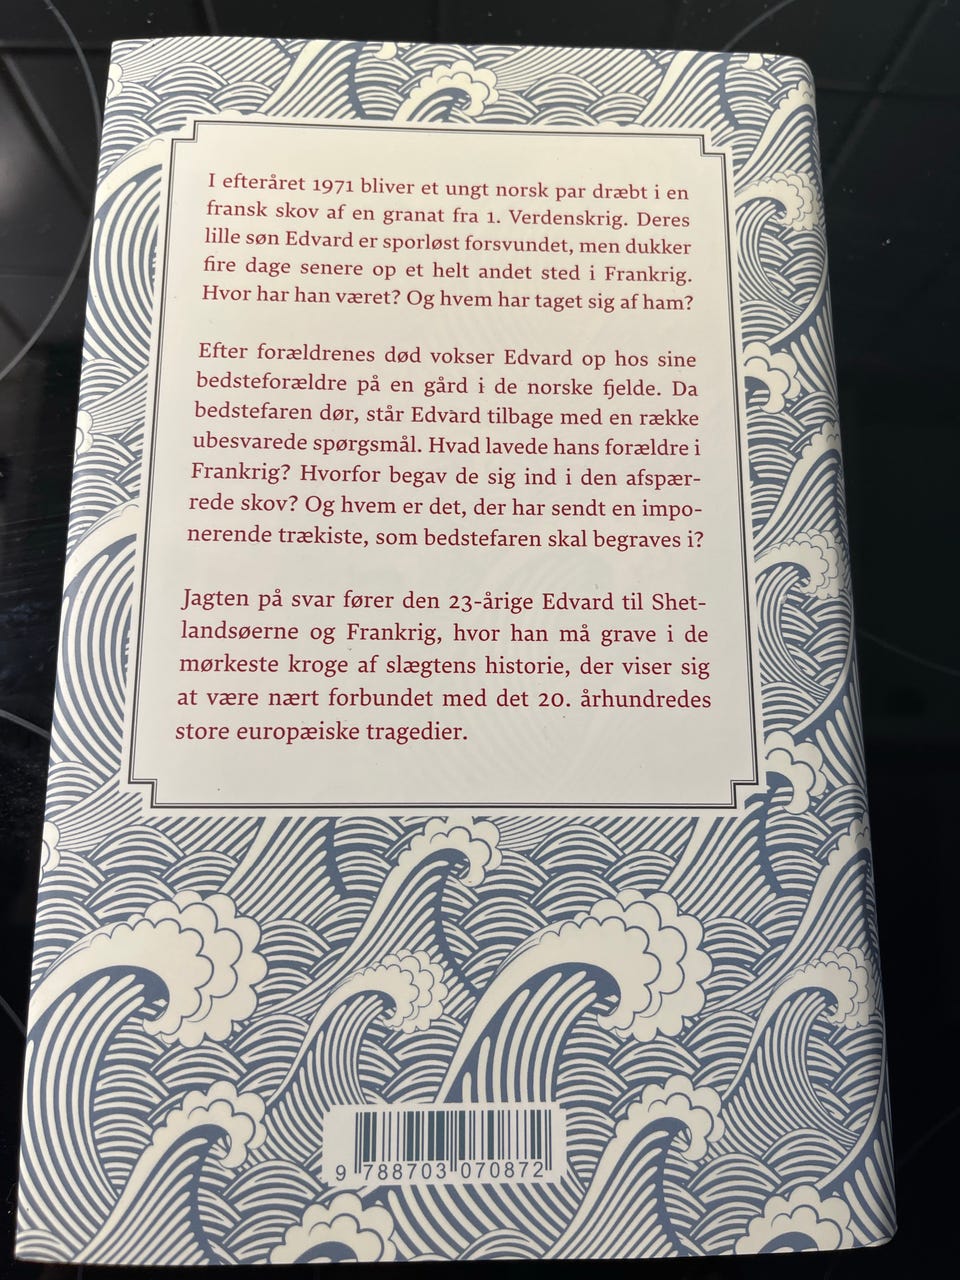 I efteråret 1971 bliver et ungt norsk par dræbt i en
fransk skov af en granat fra 1. Verdenskrig. Deres
lille søn Edvard er sporløst forsvundet, men dukker
fire dage senere op et helt andet sted i Frankrig.
Hvor har han været? Og hvem har taget sig af ham?
Efter forældrenes død vokser Edvard op hos sine
bedsteforældre på en gård i de norske fjelde. Da
bedstefaren dør, står Edvard tilbage med en række
ubesvarede spørgsmål. Hvad lavede hans forældre i
Frankrig? Hvorfor begav de sig ind i den afspær-
rede skov? Og hvem er det, der har sendt en impo-
nerende trækiste, som bedstefaren skal begraves i?
Jagten på svar fører den 23-årige Edvard til Shet-
landsøerne og Frankrig, hvor han må grave i de
mørkeste kroge af slægtens historie, der viser sig
at være nært forbundet med det 20. århundredes
store europæiske tragedier.
9 788703 070872